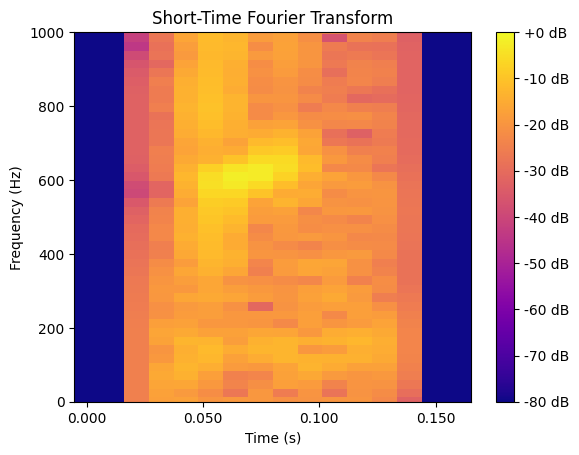 Short-Time Fourier Transform
1000
800
600
400
200
0
Frequency (Hz)
0.000
0.050
0.100
0.150
Time (s)
+0 dB
-10 dB
-20 dB
-30 dB
-40 dB
-50 dB
-60 dB
-70 dB
-80 dB